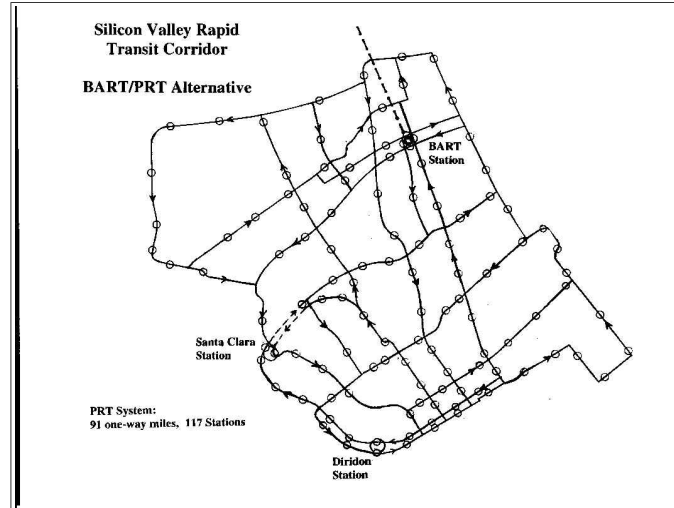 Silicon Valley Rapid
Transit Corridor
BART/PRT Alternative
BART
Station
Santa Clara
Station
PRT System:
91 one-way miles, 117 Stations
Diridon
Station